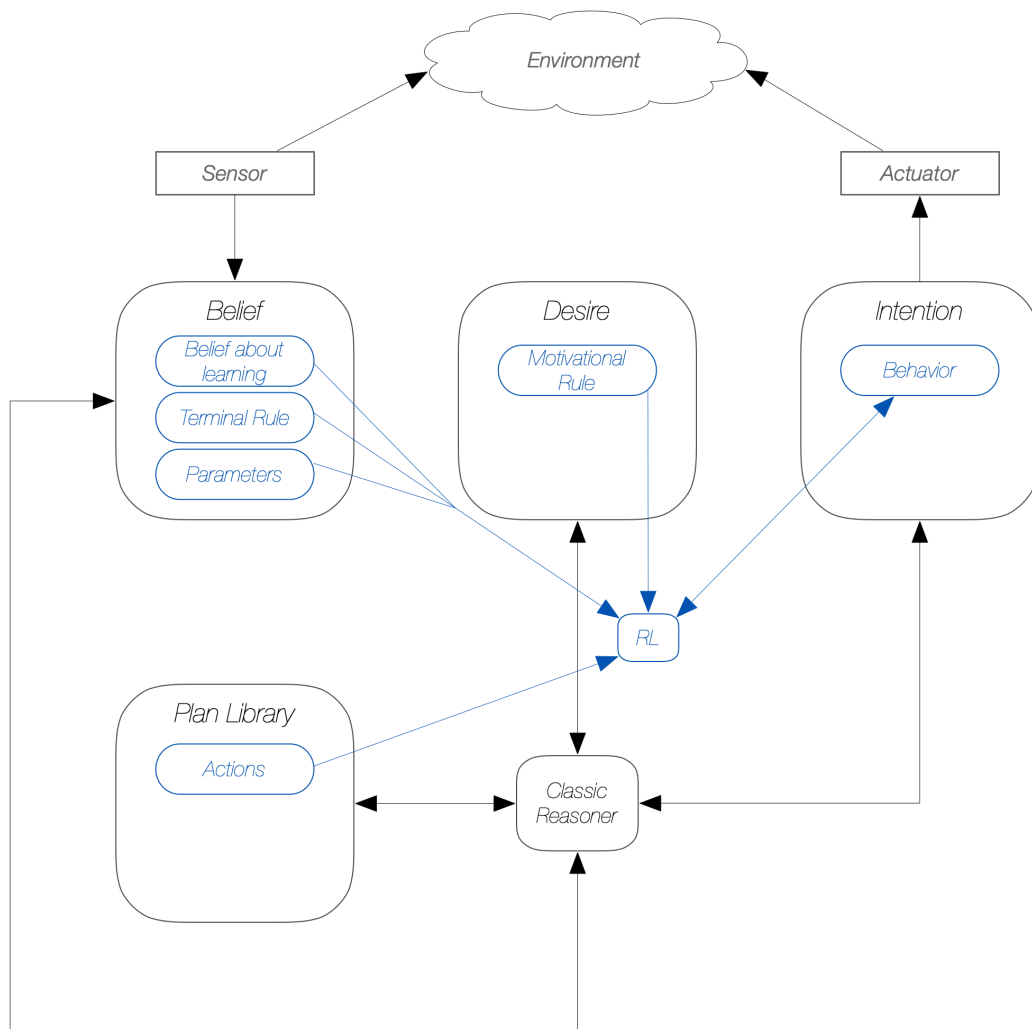 Environment
Sensor
Actuator
Belief
Desire
Intention
Belief about
learning
Motivational
Rule
Behavior
Terminal Rule
Parameters
RL
Plan Library
Actions
Classic
Reasoner